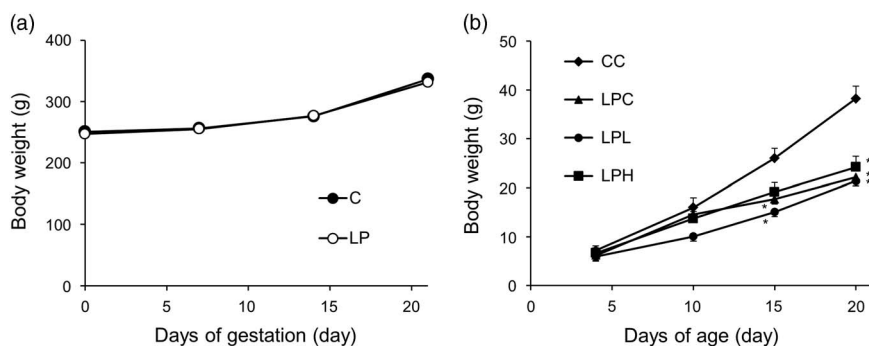 (a)
400
300
200
100
0
Body weight (g)
C
LP
0 5 10 15 20
Days of gestation (day)
(b)
50
40
30
20
10
0
Body weight (g)
CC
LPC
LPL
LPH
*
*
*
*
*
0 5 10 15 20
Days of age (day)